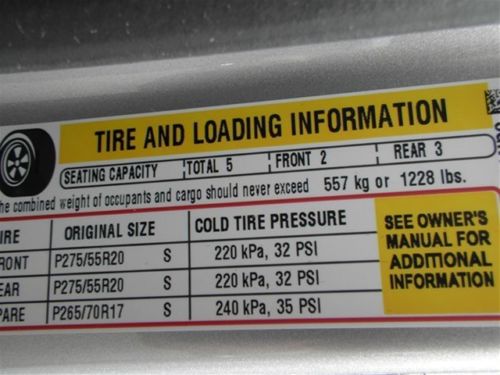 TIRE AND LOADING INFORMATION
SEATING CAPACITY TOTAL 5 FRONT 2 REAR 3
he combined weight of occupants and cargo should never exceed 557 kg or 1228 lbs.
IRE ORIGINAL SIZE COLD TIRE PRESSURE
RONT P275/55R20 S 220 kPa, 32 PSI
EAR P275/55R20 S 220 kPa, 32 PSI
PARE P265/70R17 S 240 kPa, 35 PSI
SEE OWNER'S
MANUAL FOR
ADDITIONAL
INFORMATION